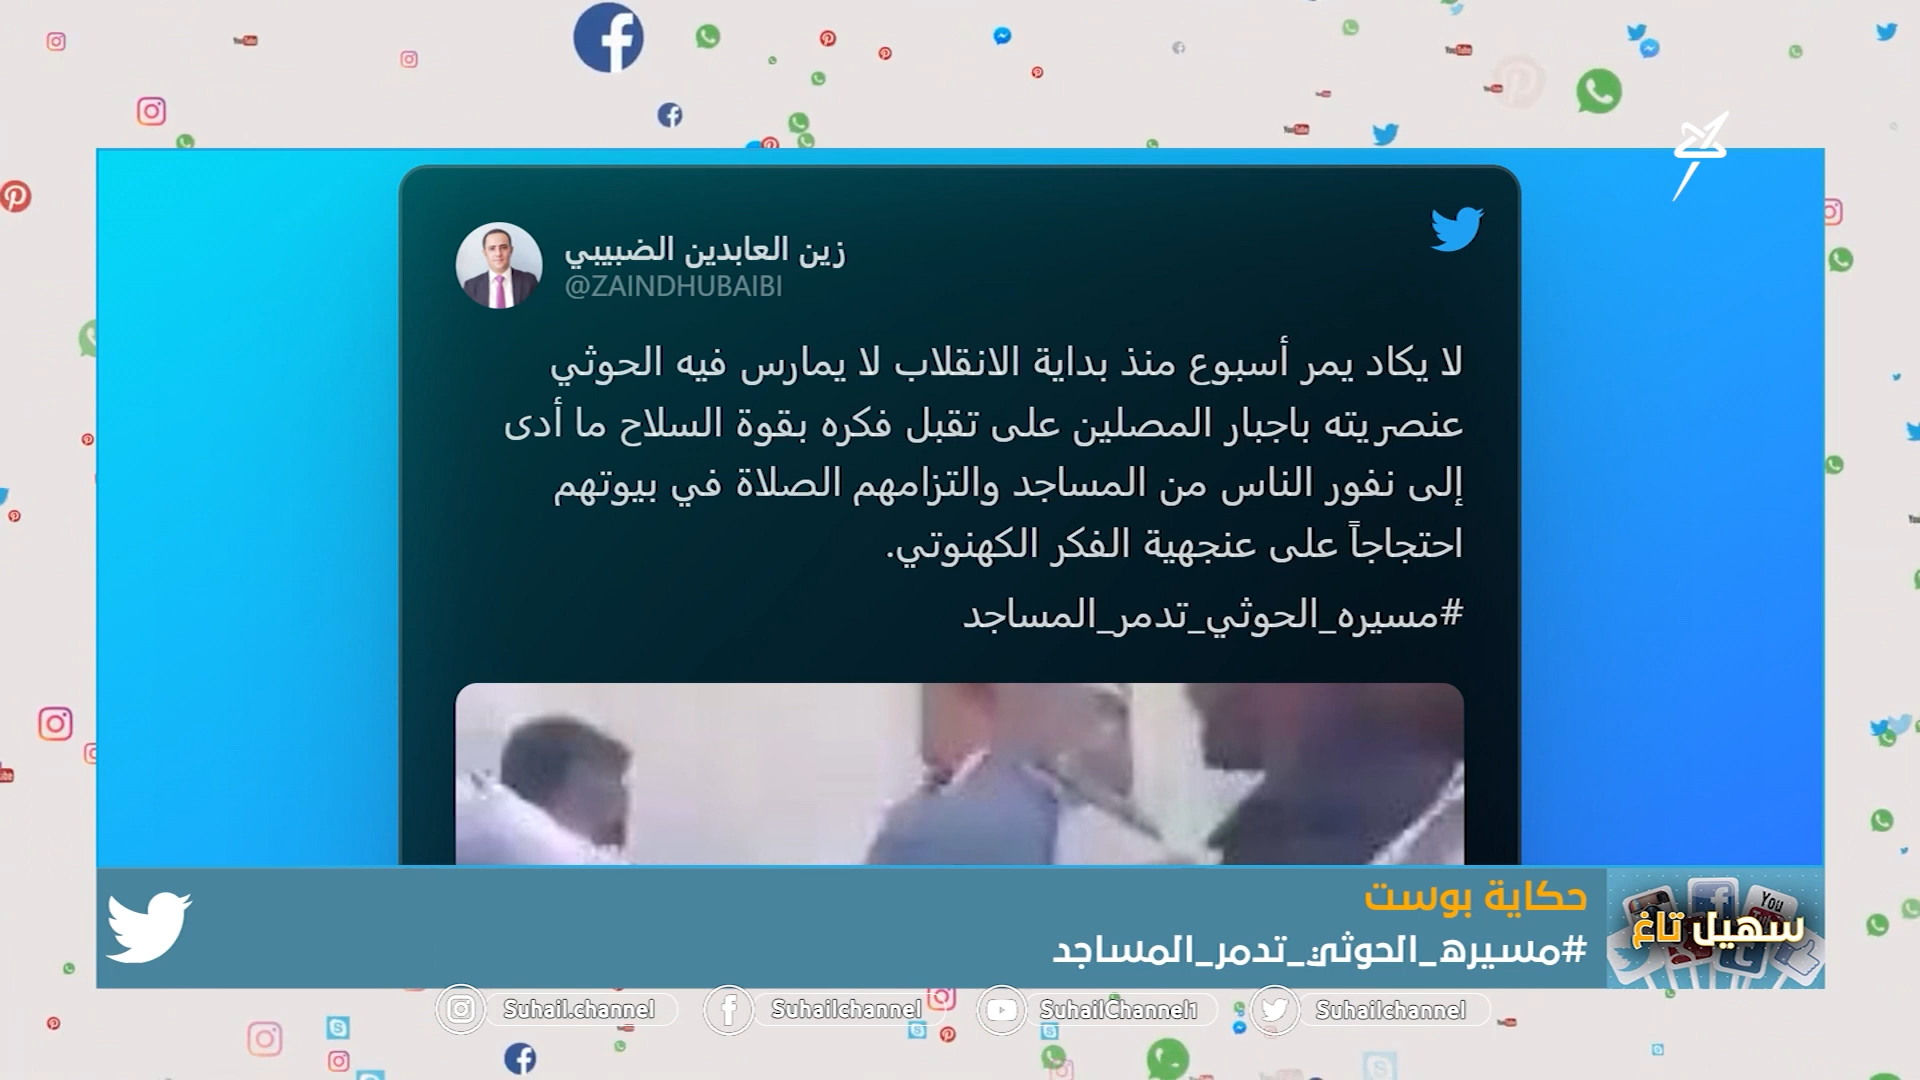 زين العابدين الضبيبي
@ZAINDHUBAIBI
لا يكاد يمر أسبوع منذ بداية الانقلاب لا يمارس فيه الحوثي
عنصريته باجبار المصلين على تقبل فكره بقوة السلاح ما أدى
إلى نفور الناس من المساجد والتزامهم الصلاة في بيوتهم
احتجاجاً على عنجهية الفكر الكهنوتي.
#مسيره_الحوثي_تدمر_المساجد
حكاية بوست
#مسيره_الحوثي_تدمر_المساجد
سهيل تاغ
Suhail.channel
Suhailchannel
SuhailChannel1
Suhailchannel